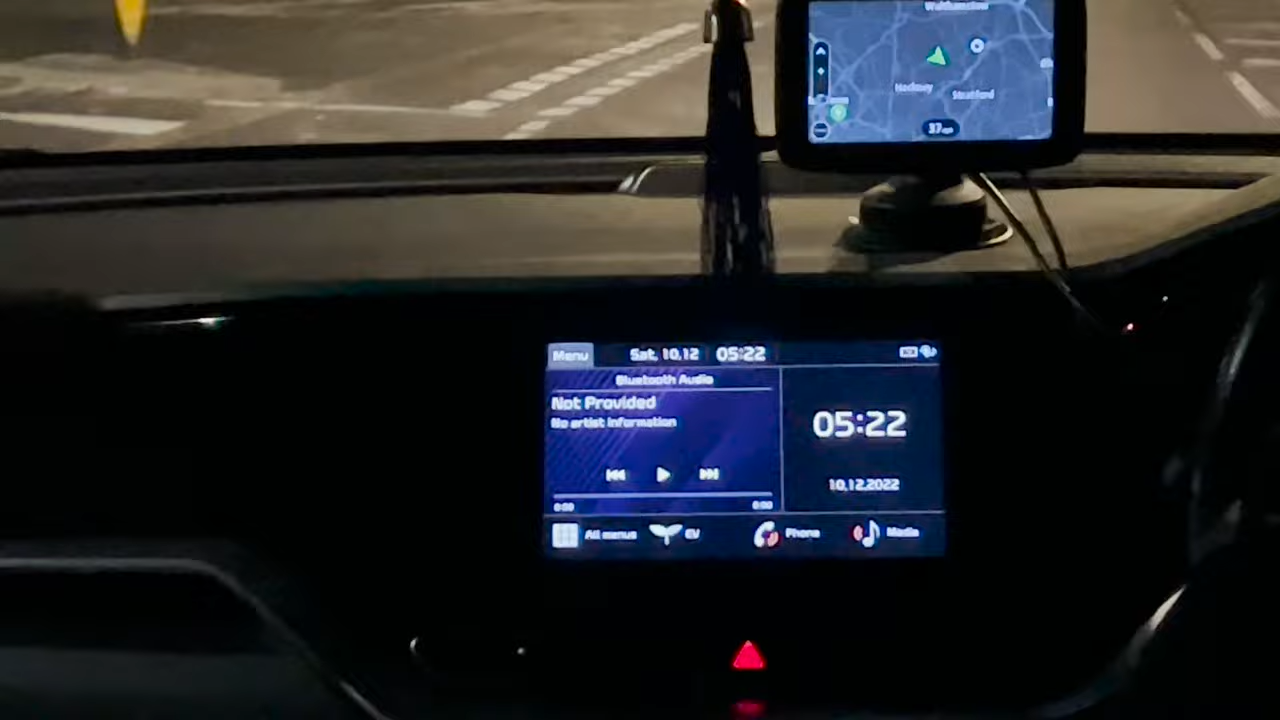 Walthamstow
Hackney
Stratford
37mph
Menu
Sat, 10.12
05:22
Bluetooth Audio
Not Provided
No artist information
05:22
10.12.2022
0:00
0:00
All menus
EV
Phone
Media